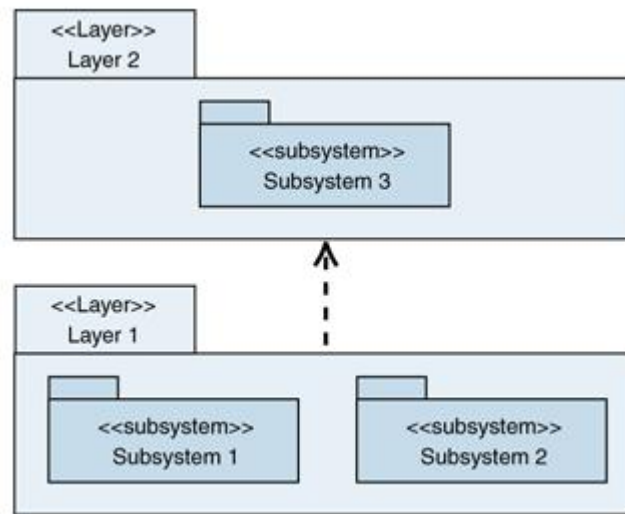 <<Layer>>
Layer 2
<<subsystem>>
Subsystem 3
<<Layer>>
Layer 1
<<subsystem>>
Subsystem 1
<<subsystem>>
Subsystem 2